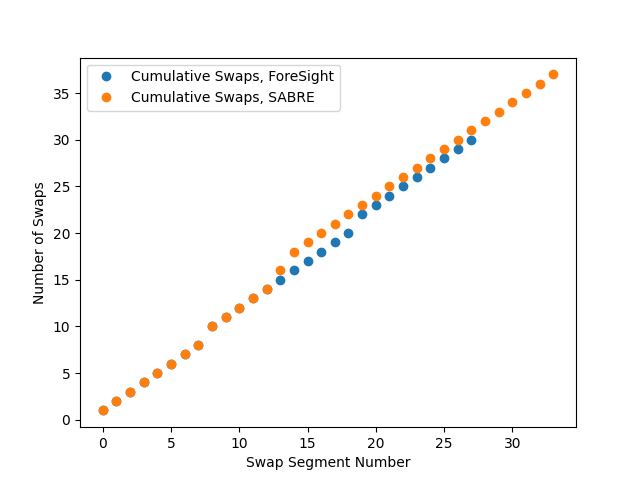 Cumulative Swaps, ForeSight
Cumulative Swaps, SABRE
35
30
25
20
15
10
5
0
Number of Swaps
0 5 10 15 20 25 30
Swap Segment Number